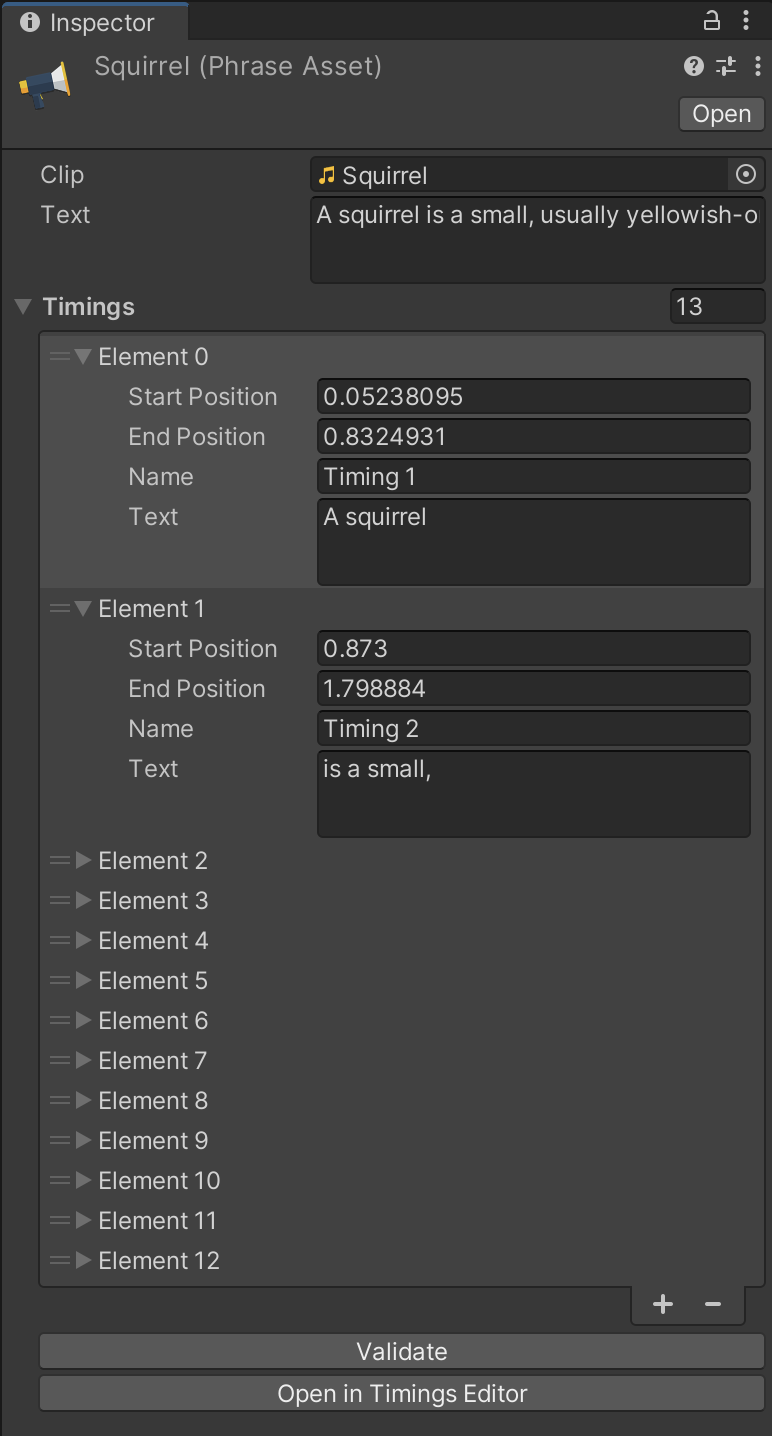 Inspector
Squirrel (Phrase Asset)
Open
Clip Squirrel
Text A squirrel is a small, usually yellowish-o
Timings 13
Element 0
Start Position 0.05238095
End Position 0.8324931
Name Timing 1
Text A squirrel
Element 1
Start Position 0.873
End Position 1.798884
Name Timing 2
Text is a small,
Element 2
Element 3
Element 4
Element 5
Element 6
Element 7
Element 8
Element 9
Element 10
Element 11
Element 12
Validate
Open in Timings Editor